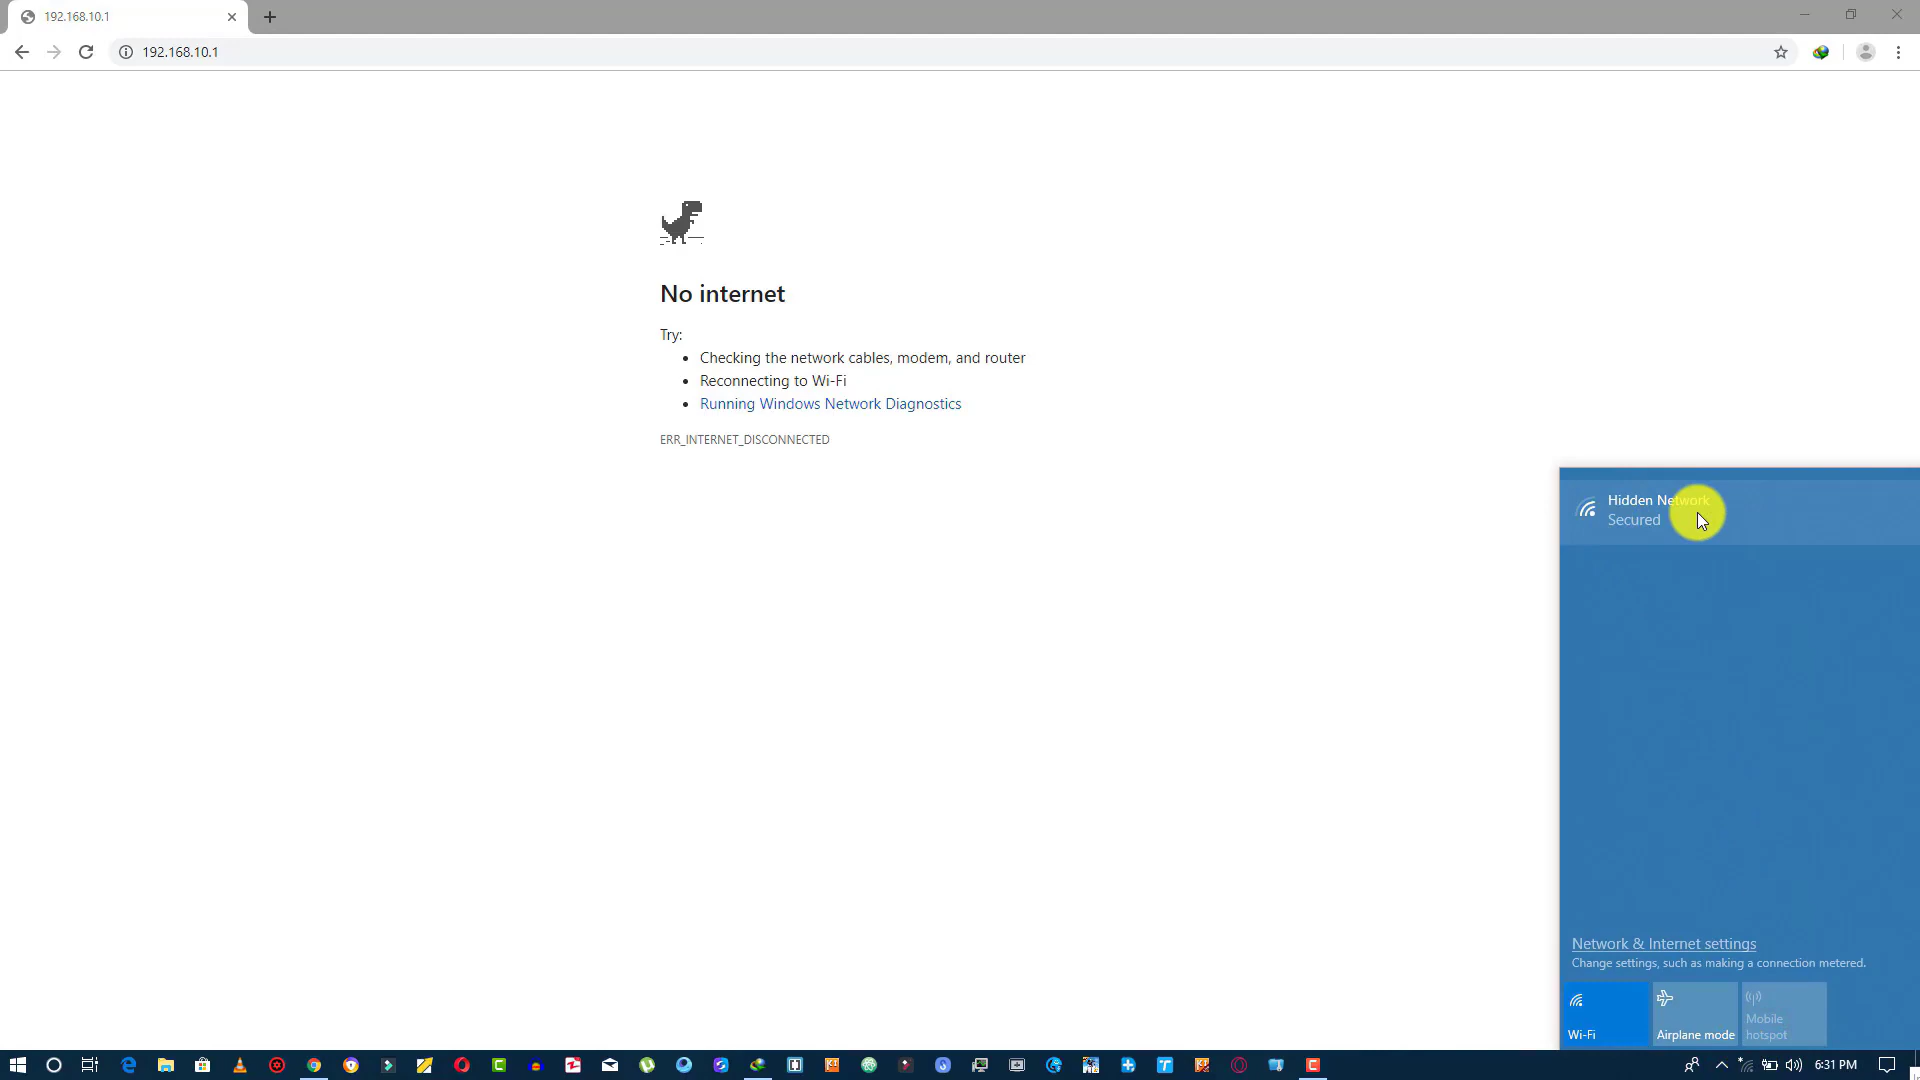 192.168.10.1
192.168.10.1
No internet
Try:
Checking the network cables, modem, and router
Reconnecting to Wi-Fi
Running Windows Network Diagnostics
ERR_INTERNET_DISCONNECTED
Hidden Network
Secured
Network & Internet settings
Change settings, such as making a connection metered.
Wi-Fi
Airplane mode
Mobile
hotspot
6:31 PM